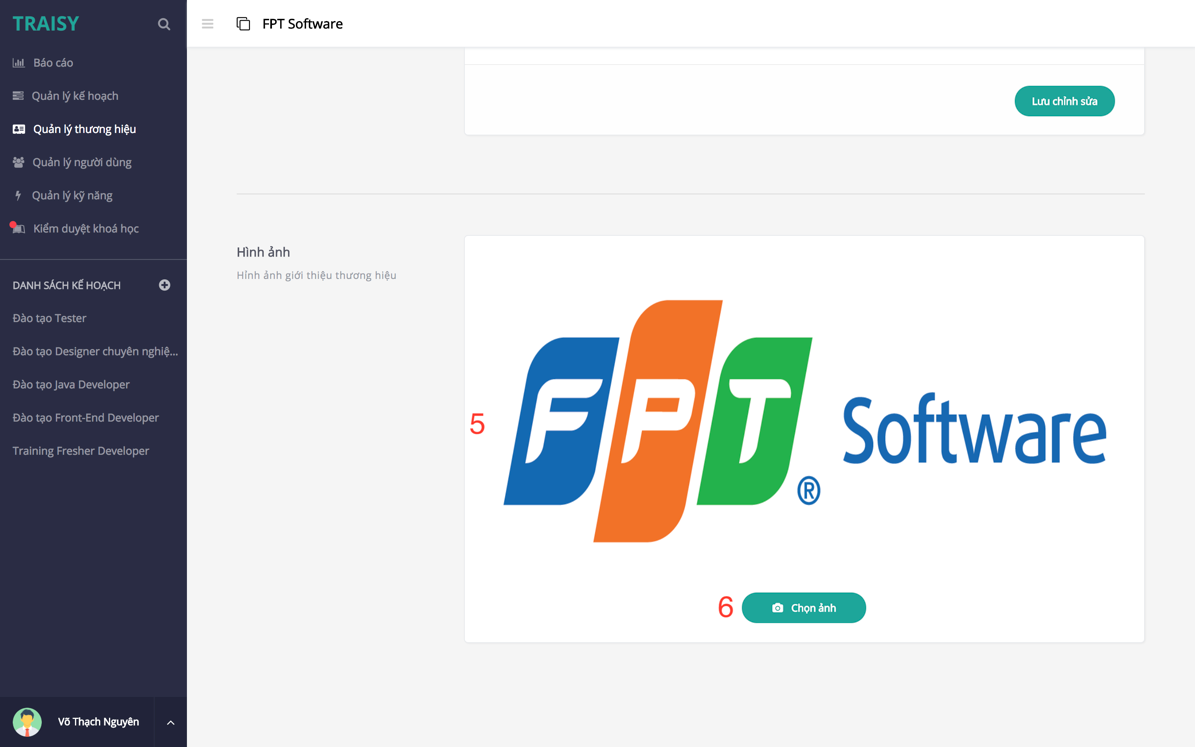 TRAISY
Báo cáo
Quản lý kế hoạch
Quản lý thương hiệu
Quản lý người dùng
Quản lý kỹ năng
Kiểm duyệt khoá học
DANH SÁCH KẾ HOẠCH
Đào tạo Tester
Đào tạo Designer chuyên nghiệ...
Đào tạo Java Developer
Đào tạo Front-End Developer
Training Fresher Developer
Võ Thạch Nguyên
FPT Software
Lưu chỉnh sửa
Hình ảnh
Hình ảnh giới thiệu thương hiệu
5
FPT® Software
6 Chọn ảnh